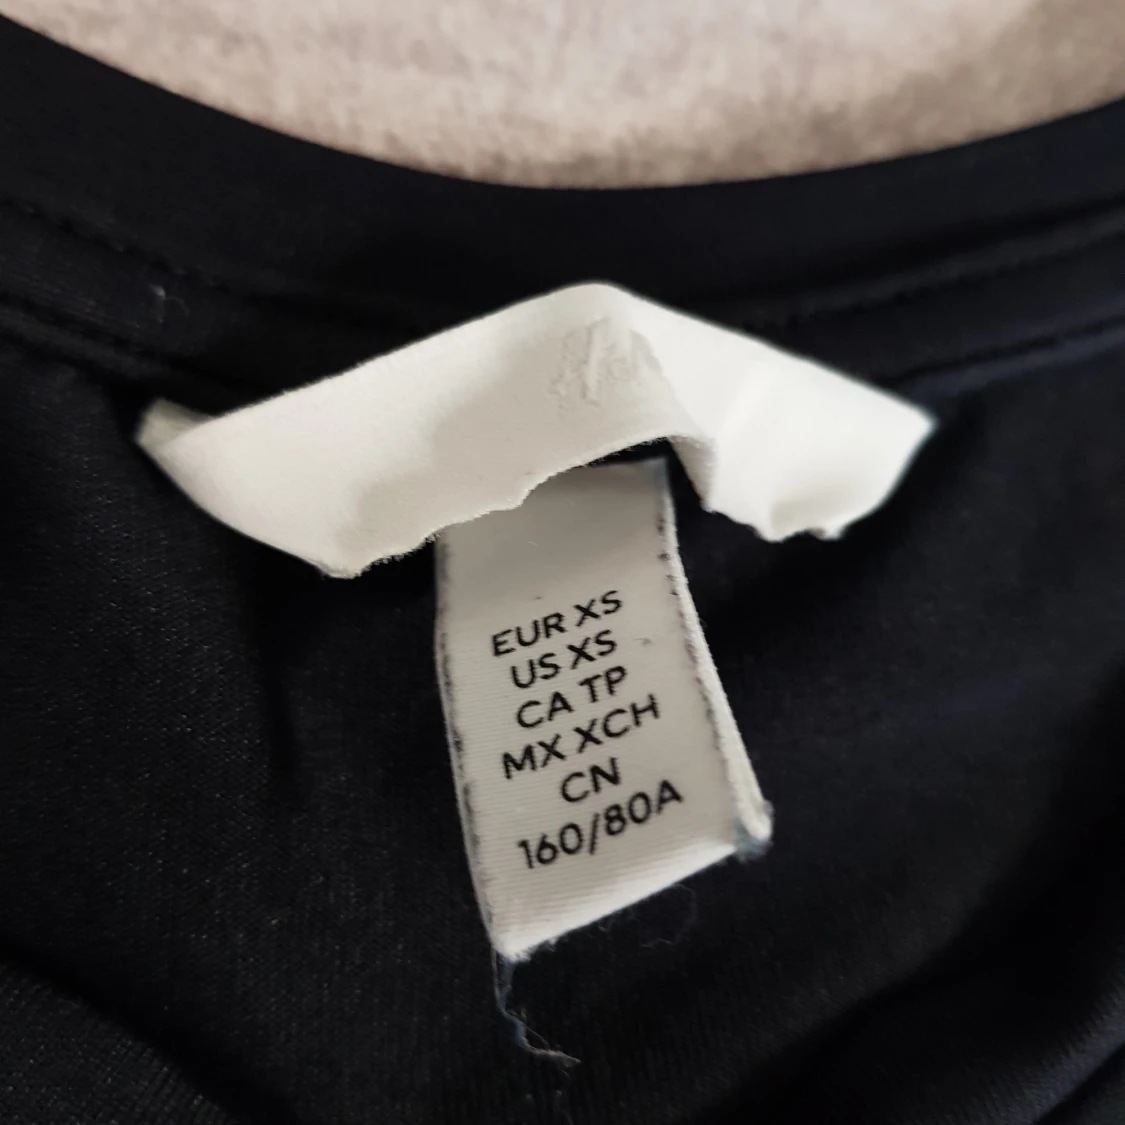 H&M
EUR XS
US XS
CA TP
MX XCH
CN
160/80A